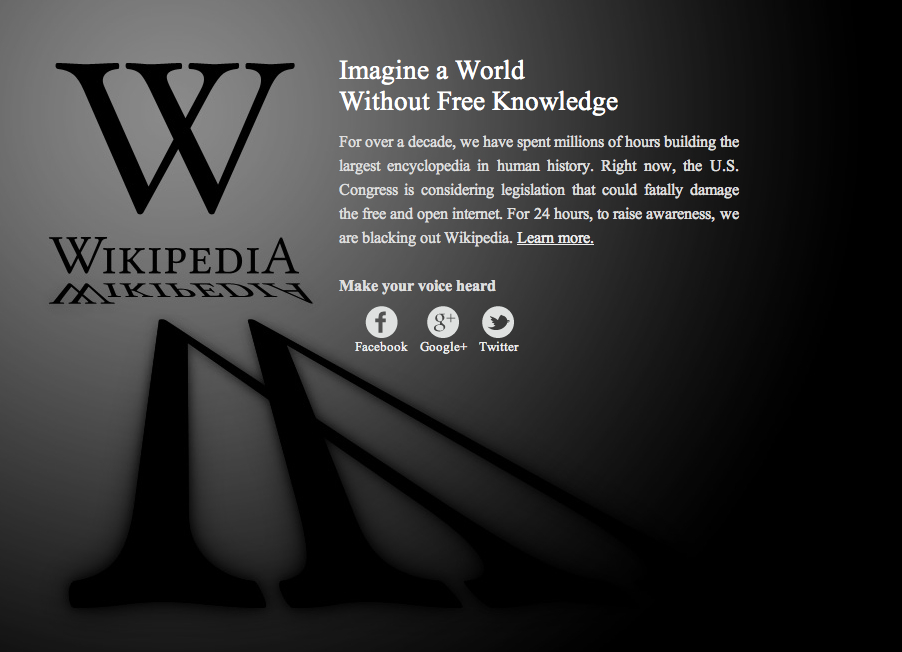 W
WIKIPEDIA
Imagine a World
Without Free Knowledge
For over a decade, we have spent millions of hours building the
largest encyclopedia in human history. Right now, the U.S.
Congress is considering legislation that could fatally damage
the free and open internet. For 24 hours, to raise awareness, we
are blacking out Wikipedia. Learn more.
Make your voice heard
Facebook Google+ Twitter